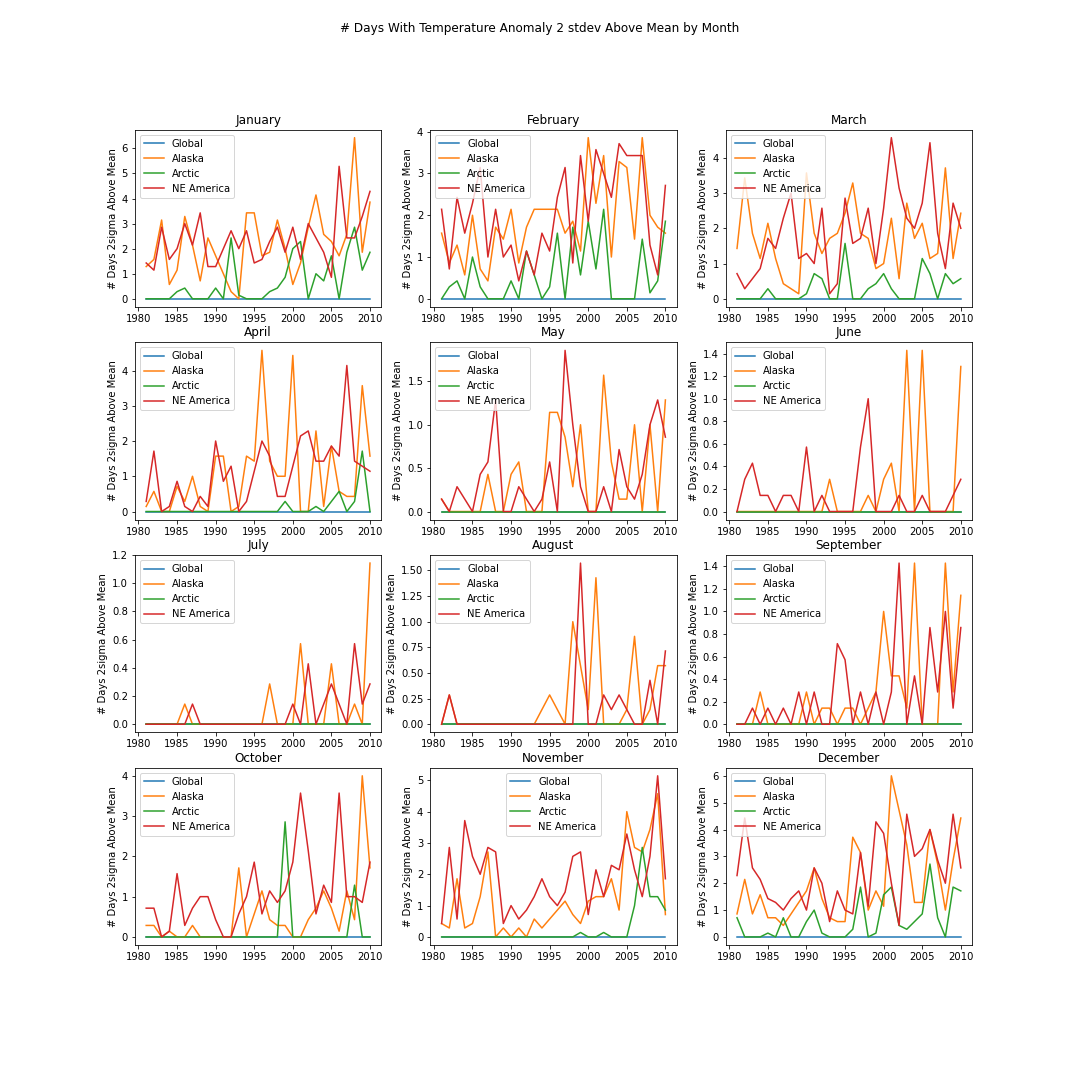 # Days With Temperature Anomaly 2 stdev Above Mean by Month
January
# Days 2sigma Above Mean
6
5
4
3
2
1
0
1980 1985 1990 1995 2000 2005 2010
Global
Alaska
Arctic
NE America
February
# Days 2sigma Above Mean
4
3
2
1
0
1980 1985 1990 1995 2000 2005 2010
Global
Alaska
Arctic
NE America
March
# Days 2sigma Above Mean
4
3
2
1
0
1980 1985 1990 1995 2000 2005 2010
Global
Alaska
Arctic
NE America
April
# Days 2sigma Above Mean
4
3
2
1
0
1980 1985 1990 1995 2000 2005 2010
Global
Alaska
Arctic
NE America
May
# Days 2sigma Above Mean
1.5
1.0
0.5
0.0
1980 1985 1990 1995 2000 2005 2010
Global
Alaska
Arctic
NE America
June
# Days 2sigma Above Mean
1.4
1.2
1.0
0.8
0.6
0.4
0.2
0.0
1980 1985 1990 1995 2000 2005 2010
Global
Alaska
Arctic
NE America
July
# Days 2sigma Above Mean
1.2
1.0
0.8
0.6
0.4
0.2
0.0
1980 1985 1990 1995 2000 2005 2010
Global
Alaska
Arctic
NE America
August
# Days 2sigma Above Mean
1.50
1.25
1.00
0.75
0.50
0.25
0.00
1980 1985 1990 1995 2000 2005 2010
Global
Alaska
Arctic
NE America
September
# Days 2sigma Above Mean
1.4
1.2
1.0
0.8
0.6
0.4
0.2
0.0
1980 1985 1990 1995 2000 2005 2010
Global
Alaska
Arctic
NE America
October
# Days 2sigma Above Mean
4
3
2
1
0
1980 1985 1990 1995 2000 2005 2010
Global
Alaska
Arctic
NE America
November
# Days 2sigma Above Mean
5
4
3
2
1
0
1980 1985 1990 1995 2000 2005 2010
Global
Alaska
Arctic
NE America
December
# Days 2sigma Above Mean
6
5
4
3
2
1
0
1980 1985 1990 1995 2000 2005 2010
Global
Alaska
Arctic
NE America